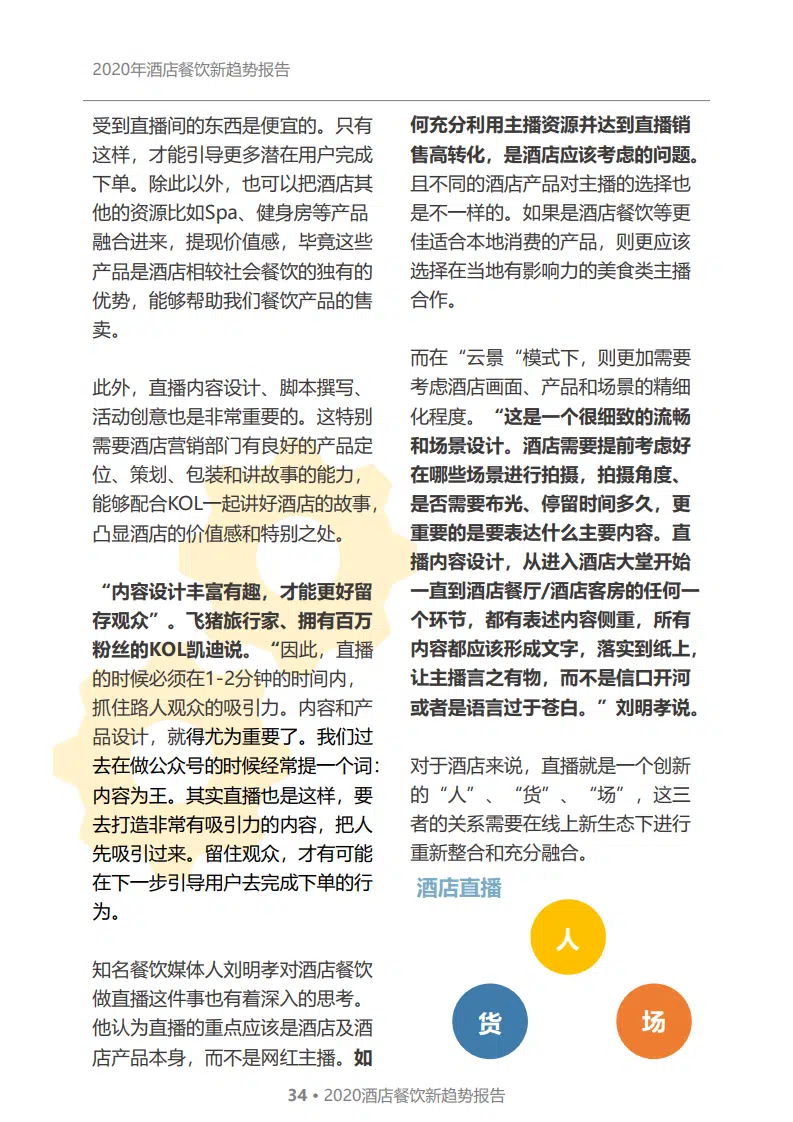 2020年酒店餐饮新趋势报告
受到直播间的东西是便宜的。只有
这样，才能引导更多潜在用户完成
下单。除此以外，也可以把酒店其
他的资源比如Spa、健身房等产品
融合进来，提现价值感，毕竟这些
产品是酒店相较社会餐饮的独有的
优势，能够帮助我们餐饮产品的售
卖。
此外，直播内容设计、脚本撰写、
活动创意也是非常重要的。这特别
需要酒店营销部门有良好的产品定
位、策划、包装和讲故事的能力，
能够配合KOL一起讲好酒店的故事，
凸显酒店的价值感和特别之处。
“内容设计丰富有趣，才能更好留
存观众”。飞猪旅行家、拥有百万
粉丝的KOL凯迪说。“因此，直播
的时候必须在1-2分钟的时间内，
抓住路人观众的吸引力。内容和产
品设计，就得尤为重要了。我们过
去在做公众号的时候经常提一个词：
内容为王。其实直播也是这样，要
去打造非常有吸引力的内容，把人
先吸引过来。留住观众，才有可能
在下一步引导用户去完成下单的行
为。
知名餐饮媒体人刘明孝对酒店餐饮
做直播这件事也有着深入的思考。
他认为直播的重点应该是酒店及酒
店产品本身，而不是网红主播。如
何充分利用主播资源并达到直播销
售高转化，是酒店应该考虑的问题。
且不同的酒店产品对主播的选择也
是不一样的。如果是酒店餐饮等更
佳适合本地消费的产品，则更应该
选择在当地有影响力的美食类主播
合作。
而在“云景“模式下，则更加需要
考虑酒店画面、产品和场景的精细
化程度。“这是一个很细致的流畅
和场景设计。酒店需要提前考虑好
在哪些场景进行拍摄，拍摄角度、
是否需要布光、停留时间多久，更
重要的是要表达什么主要内容。直
播内容设计，从进入酒店大堂开始
一直到酒店餐厅/酒店客房的任何一
个环节，都有表述内容侧重，所有
内容都应该形成文字，落实到纸上，
让主播言之有物，而不是信口开河
或者是语言过于苍白。”刘明孝说。
对于酒店来说，直播就是一个创新
的“人”、“货”、“场”，这三
者的关系需要在线上新生态下进行
重新整合和充分融合。
酒店直播
人
货
场
34 • 2020酒店餐饮新趋势报告